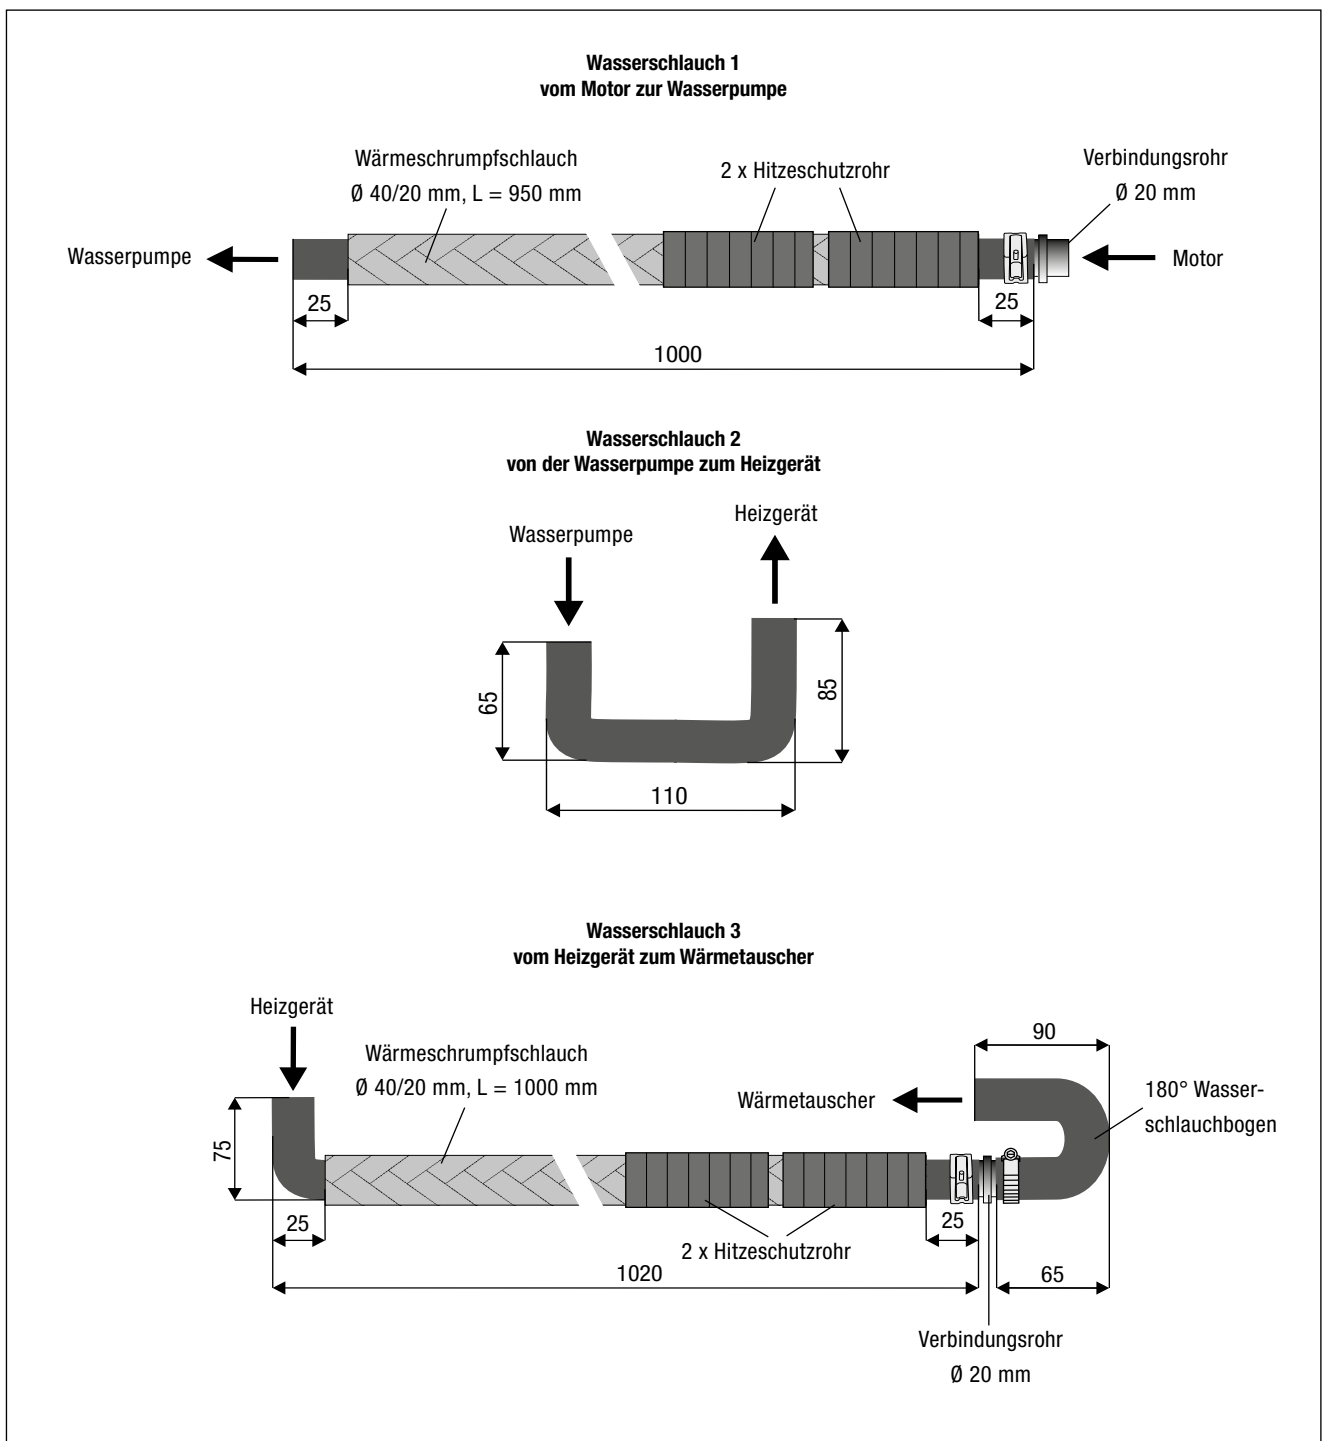 Wasserschlauch 1
vom Motor zur Wasserpumpe
Wärmeschrumpfschlauch
Ø 40/20 mm, L = 950 mm
2 x Hitzeschutzrohr
Verbindungsrohr
Ø 20 mm
Wasserpumpe
Motor
25
25
1000
Wasserschlauch 2
von der Wasserpumpe zum Heizgerät
Wasserpumpe
Heizgerät
65
85
110
Wasserschlauch 3
vom Heizgerät zum Wärmetauscher
Heizgerät
Wärmeschrumpfschlauch
Ø 40/20 mm, L = 1000 mm
90
Wärmetauscher
180° Wasser-
schlauchbogen
75
25
25
2 x Hitzeschutzrohr
1020
65
Verbindungsrohr
Ø 20 mm